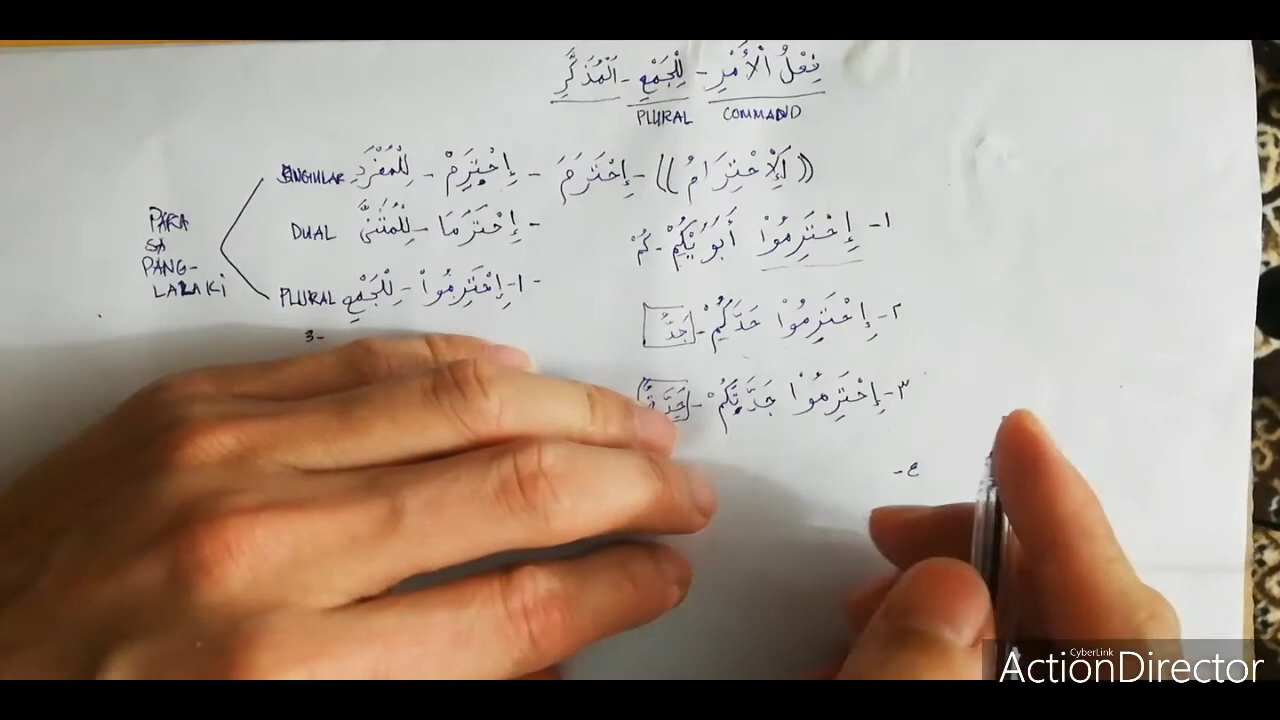 فِعْلُ الْأَمْرِ - لِلْجَمْعِ - الْمُذَكَّرِ
PLURAL COMMAND
((اَلْإِحْتِرَامُ)) - إِحْتَرَمَ - إِحْتَرِمْ - لِلْمُفْرَدِ SINGULAR
- إِحْتَرِمَا - لِلْمُثَنَّى DUAL
- ١- إِحْتَرِمُوْا - لِلْجَمْعِ PLURAL
PARA
SA
PANG-
LALAKI
3-
١- إِحْتَرِمُوْا أَبَوَيْكُمْ - كُمْ
٢- إِحْتَرِمُوْا جَدَّكُمْ - جَدٌّ
٣- إِحْتَرِمُوْا جَدَّتَكُمْ - جَدَّةٌ
٤-
CyberLink
ActionDirector